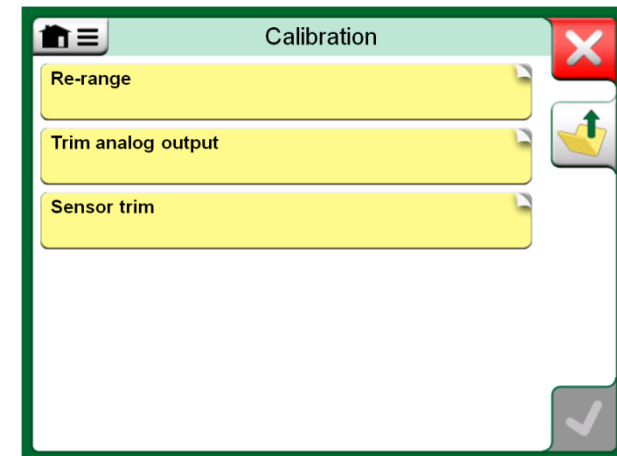 Calibration
Re-range
Trim analog output
Sensor trim